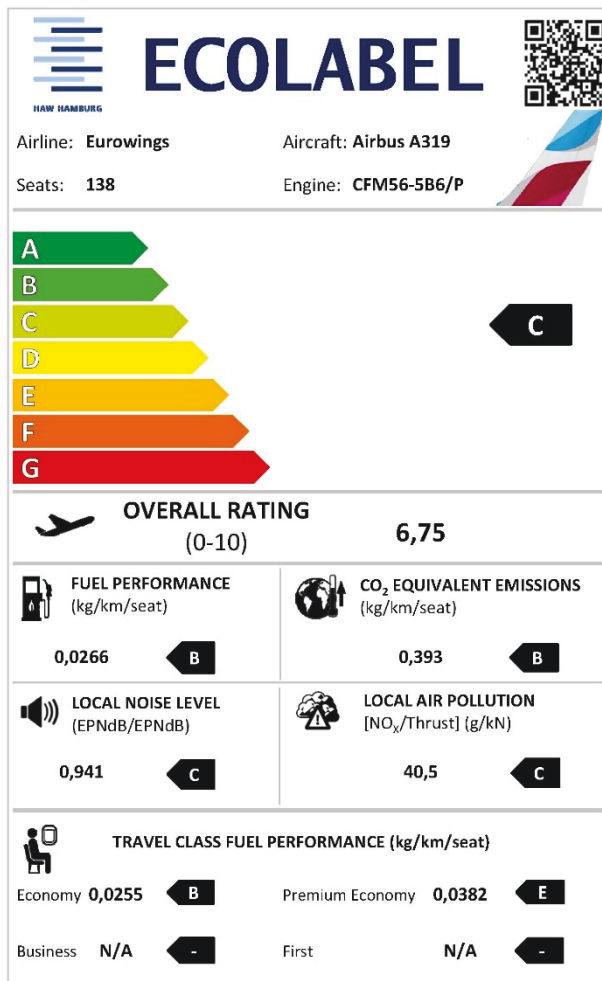 HAW HAMBURG
ECOLABEL
Airline: Eurowings Aircraft: Airbus A319
Seats: 138 Engine: CFM56-5B6/P
A
B
C C
D
E
F
G
OVERALL RATING
(0-10) 6,75
FUEL PERFORMANCE
(kg/km/seat)
0,0266 B
CO₂ EQUIVALENT EMISSIONS
(kg/km/seat)
0,393 B
LOCAL NOISE LEVEL
(EPNdB/EPNdB)
0,941 C
LOCAL AIR POLLUTION
[NOₓ/Thrust] (g/kN)
40,5 C
TRAVEL CLASS FUEL PERFORMANCE (kg/km/seat)
Economy 0,0255 B Premium Economy 0,0382 E
Business N/A - First N/A -